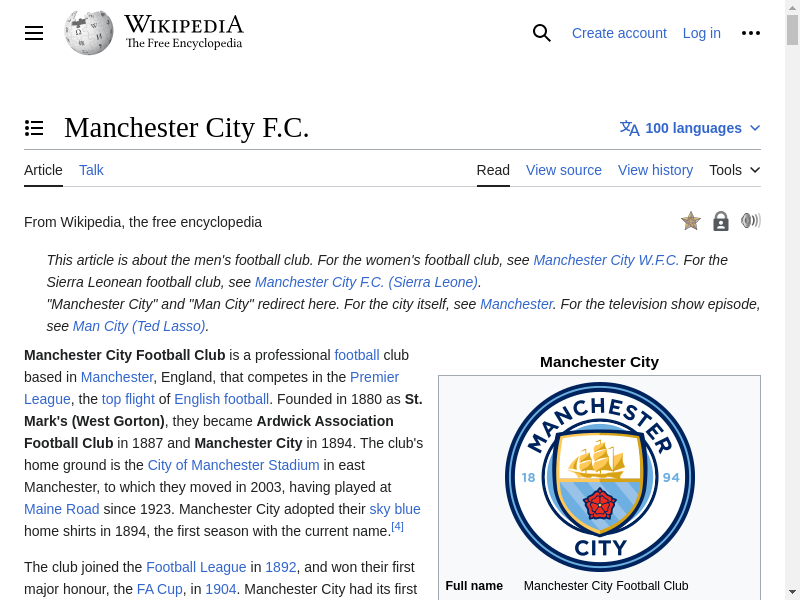 WIKIPEDIA
The Free Encyclopedia
Create account
Log in
Manchester City F.C.
100 languages
Article
Talk
Read
View source
View history
Tools
From Wikipedia, the free encyclopedia
This article is about the men's football club. For the women's football club, see Manchester City W.F.C. For the
Sierra Leonean football club, see Manchester City F.C. (Sierra Leone).
"Manchester City" and "Man City" redirect here. For the city itself, see Manchester. For the television show episode,
see Man City (Ted Lasso).
Manchester City Football Club is a professional football club
based in Manchester, England, that competes in the Premier
League, the top flight of English football. Founded in 1880 as St.
Mark's (West Gorton), they became Ardwick Association
Football Club in 1887 and Manchester City in 1894. The club's
home ground is the City of Manchester Stadium in east
Manchester, to which they moved in 2003, having played at
Maine Road since 1923. Manchester City adopted their sky blue
home shirts in 1894, the first season with the current name.[4]
The club joined the Football League in 1892, and won their first
major honour, the FA Cup, in 1904. Manchester City had its first
Manchester City
MANCHESTER
18 94
CITY
Full name Manchester City Football Club